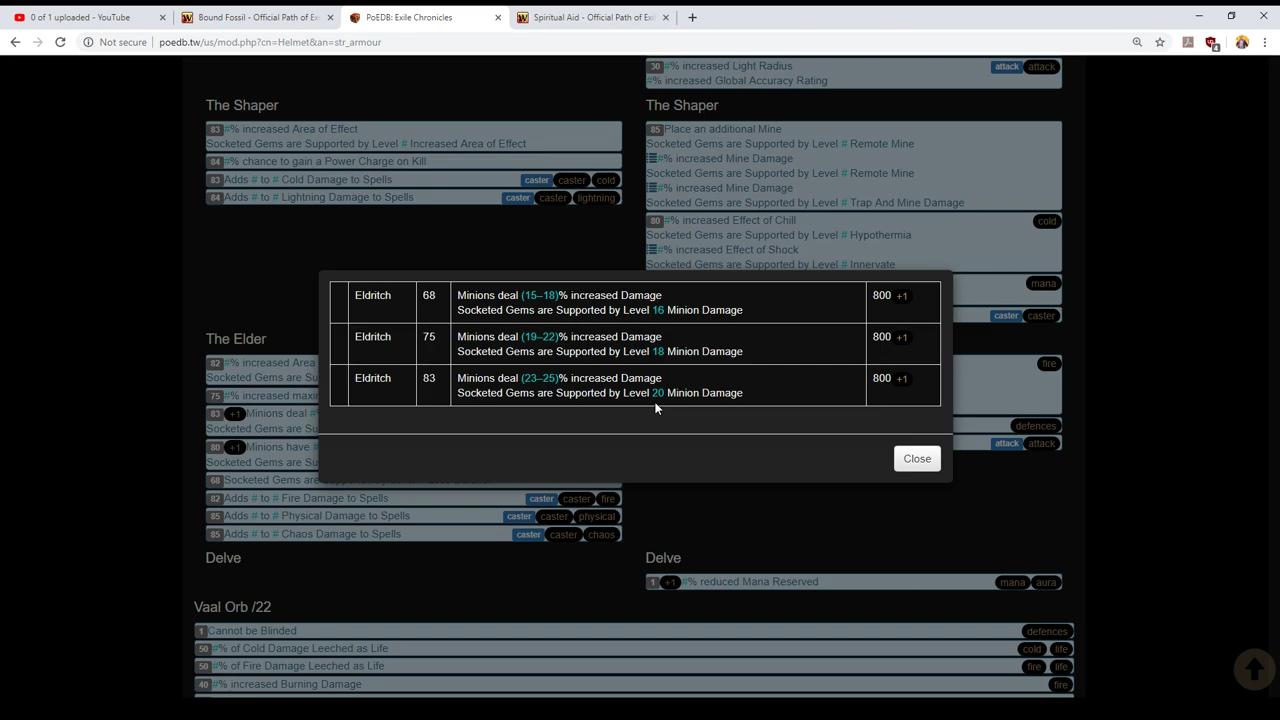 0 of 1 uploaded - YouTube
Bound Fossil - Official Path of Ex
PoEDB: Exile Chronicles
Spiritual Aid - Official Path of Exi
Not secure | poedb.tw/us/mod.php?cn=Helmet&an=str_armour
30 #% increased Light Radius attack attack
#% increased Global Accuracy Rating
The Shaper
83 #% increased Area of Effect
Socketed Gems are Supported by Level # Increased Area of Effect
84 #% chance to gain a Power Charge on Kill
83 Adds # to # Cold Damage to Spells caster caster cold
84 Adds # to # Lightning Damage to Spells caster caster lightning
The Shaper
85 Place an additional Mine
Socketed Gems are Supported by Level # Remote Mine
#% increased Mine Damage
Socketed Gems are Supported by Level # Remote Mine
#% increased Mine Damage
Socketed Gems are Supported by Level # Trap And Mine Damage
80 #% increased Effect of Chill cold
Socketed Gems are Supported by Level # Hypothermia
#% increased Effect of Shock
Socketed Gems are Supported by Level # Innervate
mana
caster caster
Eldritch 68 Minions deal (15–18)% increased Damage 800 +1
Socketed Gems are Supported by Level 16 Minion Damage
Eldritch 75 Minions deal (19–22)% increased Damage 800 +1
Socketed Gems are Supported by Level 18 Minion Damage
Eldritch 83 Minions deal (23–25)% increased Damage 800 +1
Socketed Gems are Supported by Level 20 Minion Damage
Close
The Elder
82 #% increased Area
Socketed Gems are Su
75 #% increased maxi
83 +1 Minions deal #
Socketed Gems are Su
80 +1 Minions have #
Socketed Gems are Su
68 Socketed Gems are
82 Adds # to # Fire Damage to Spells caster caster fire
85 Adds # to # Physical Damage to Spells caster caster physical
85 Adds # to # Chaos Damage to Spells caster caster chaos
fire
defences
attack attack
Delve
Delve
1 +1 #% reduced Mana Reserved mana aura
Vaal Orb /22
1 Cannot be Blinded defences
50 #% of Cold Damage Leeched as Life cold life
50 #% of Fire Damage Leeched as Life fire life
40 #% increased Burning Damage fire